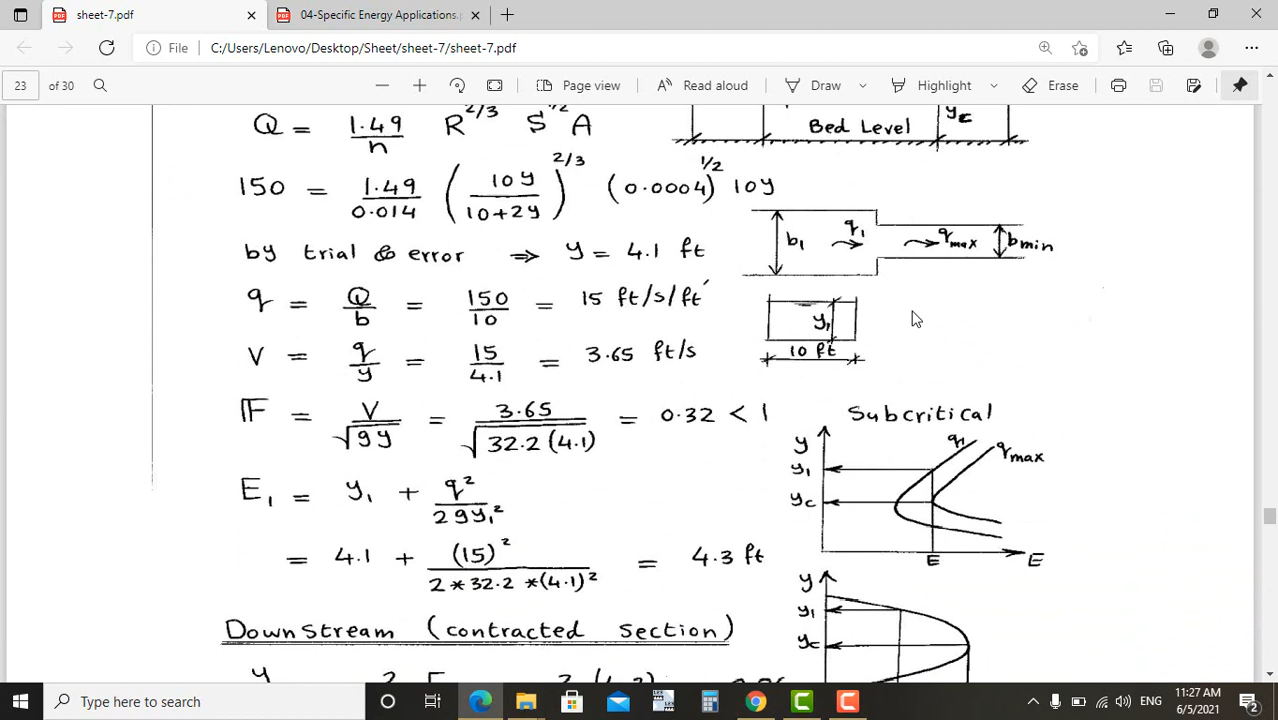 sheet-7.pdf
04-Specific Energy Applications.p
File C:/Users/Lenovo/Desktop/Sheet/sheet-7/sheet-7.pdf
23 of 30 Page view Read aloud Draw Highlight Erase
Q = 1.49/n R^2/3 S^1/2 A
Bed Level yc
150 = 1.49/0.014 (10y/10+2y)^2/3 (0.0004)^1/2 10y
b1 q1 qmax bmin
by trial & error ⇒ y = 4.1 ft
q = Q/b = 150/10 = 15 ft/s/ft'
y1
10 ft
V = q/y = 15/4.1 = 3.65 ft/s
F = V/√gy = 3.65/√32.2 (4.1) = 0.32 < 1 Subcritical
y q1 qmax
y1
yc
E E
E1 = y1 + q²/2gy1²
= 4.1 + (15)²/2*32.2*(4.1)² = 4.3 ft
y
y1
yc
Down Stream (contracted section)
Type here to search
ENG 11:27 AM
6/5/2021
2